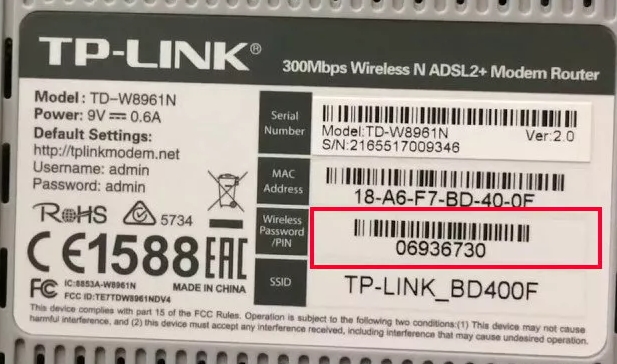 TP-LINK®
300Mbps Wireless N ADSL2+ Modem Router
Model : TD-W8961N
Power: 9V 0.6A
Default Settings:
http://tplinkmodem.net
Username: admin
Password: admin
RoHS
5734
CE1588 EAC
FC IC:8853A-W8961N MADE IN CHINA
FCC ID:TE7TDW8961NDV4
Serial Number
Model:TD-W8961N Ver:2.0
S/N:2165517009346
MAC Address
18-A6-F7-BD-40-0F
Wireless Password /PIN
06936730
SSID
TP-LINK_BD400F
This device complies with part 15 of the FCC Rules. Operation is subject to the following two conditions:(1) This device may not cause
harmful interference, and (2) this device must accept any interference received, including interference that may cause undesired